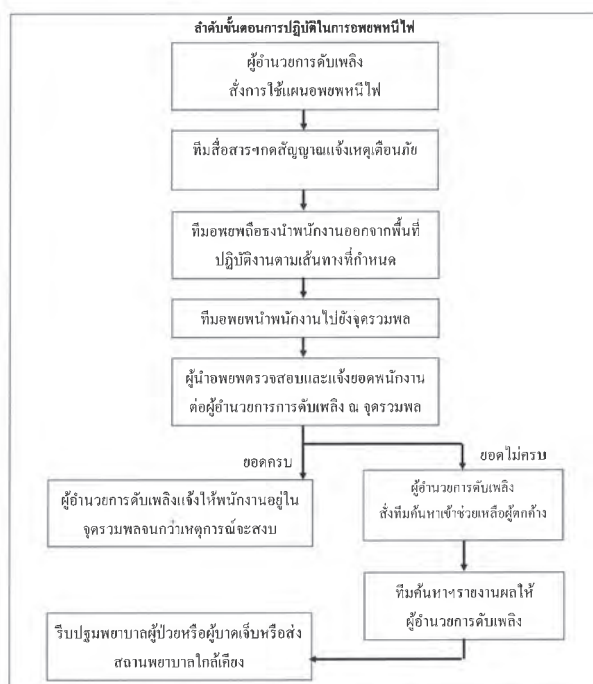 ลำดับขั้นตอนการปฏิบัติในการอพยพหนีไฟ
ผู้อำนวยการดับเพลิง
สั่งการใช้แผนอพยพหนีไฟ
ทีมสื่อสารฯกดสัญญาณแจ้งเหตุเตือนภัย
ทีมอพยพถือธงนำพนักงานออกจากพื้นที่
ปฏิบัติงานตามเส้นทางที่กำหนด
ทีมอพยพนำพนักงานไปยังจุดรวมพล
ผู้นำอพยพตรวจสอบและแจ้งยอดพนักงาน
ต่อผู้อำนวยการการดับเพลิง ณ จุดรวมพล
ยอดครบ
ยอดไม่ครบ
ผู้อำนวยการดับเพลิงแจ้งให้พนักงานอยู่ใน
จุดรวมพลจนกว่าเหตุการณ์จะสงบ
ผู้อำนวยการดับเพลิง
สั่งทีมค้นหาเข้าช่วยเหลือผู้ตกค้าง
ทีมค้นหาฯรายงานผลให้
ผู้อำนวยการดับเพลิง
รีบปฐมพยาบาลผู้ป่วยหรือผู้บาดเจ็บหรือส่ง
สถานพยาบาลใกล้เคียง